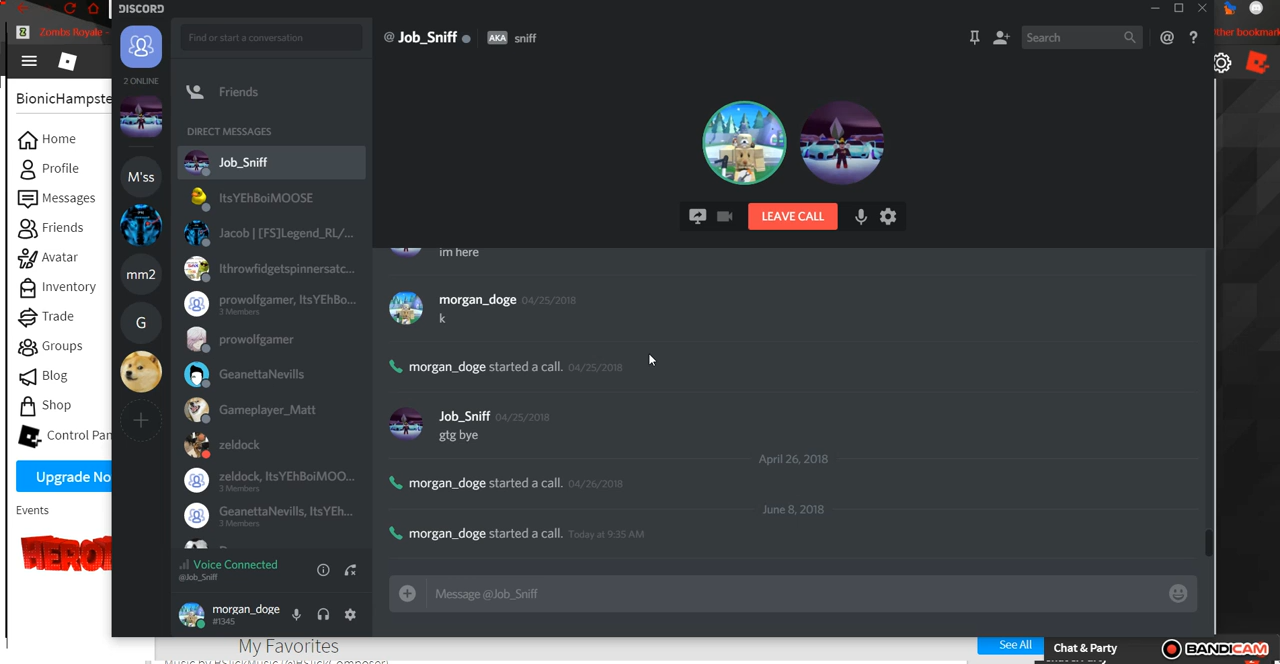 DISCORD
Zombs Royale -
ther bookmark
BionicHampste
Home
Profile
Messages
Friends
Avatar
Inventory
Trade
Groups
Blog
Shop
Control Pan
Upgrade No
Events
HEROE
2 ONLINE
M'ss
mm2
G
Find or start a conversation
Friends
DIRECT MESSAGES
Job_Sniff
ItsYEhBoiMOOSE
Jacob | [FS]Legend_RL/...
Ithrowfidgetspinnersatc...
prowolfgamer, ItsYEhBo...
3 Members
prowolfgamer
GeanettaNevills
Gameplayer_Matt
zeldock
zeldock, ItsYEhBoiMOO...
3 Members
GeanettaNevills, ItsYEh...
3 Members
Voice Connected
@Job_Sniff
morgan_doge
#1345
@ Job_Sniff
AKA sniff
Search
@ ?
LEAVE CALL
im here
morgan_doge 04/25/2018
k
morgan_doge started a call. 04/25/2018
Job_Sniff 04/25/2018
gtg bye
April 26, 2018
morgan_doge started a call. 04/26/2018
June 8, 2018
morgan_doge started a call. Today at 9:35 AM
Message @Job_Sniff
My Favorites
See All
Chat & Party
BANDICAM